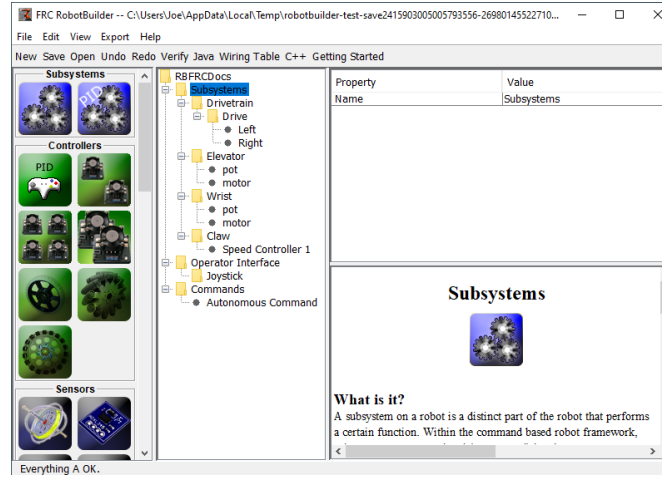 FRC RobotBuilder -- C:\Users\Joe\AppData\Local\Temp\robotbuilder-test-save2415903005005793556-26980145522710...
File Edit View Export Help
New Save Open Undo Redo Verify Java Wiring Table C++ Getting Started
Subsystems
PID
Controllers
PID
Sensors
RBFRCDocs
Subsystems
Drivetrain
Drive
Left
Right
Elevator
pot
motor
Wrist
pot
motor
Claw
Speed Controller 1
Operator Interface
Joystick
Commands
Autonomous Command
Property Value
Name Subsystems
Subsystems
What is it?
A subsystem on a robot is a distinct part of the robot that performs
a certain function. Within the command based robot framework,
Everything A OK.